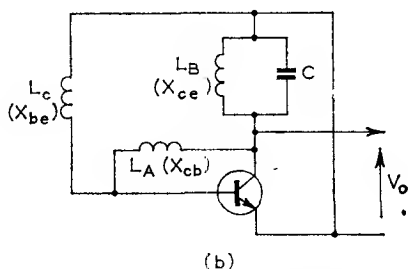 L_B
(X_ce)
C
L_C
(X_be)
L_A (X_cb)
V_o
(b)